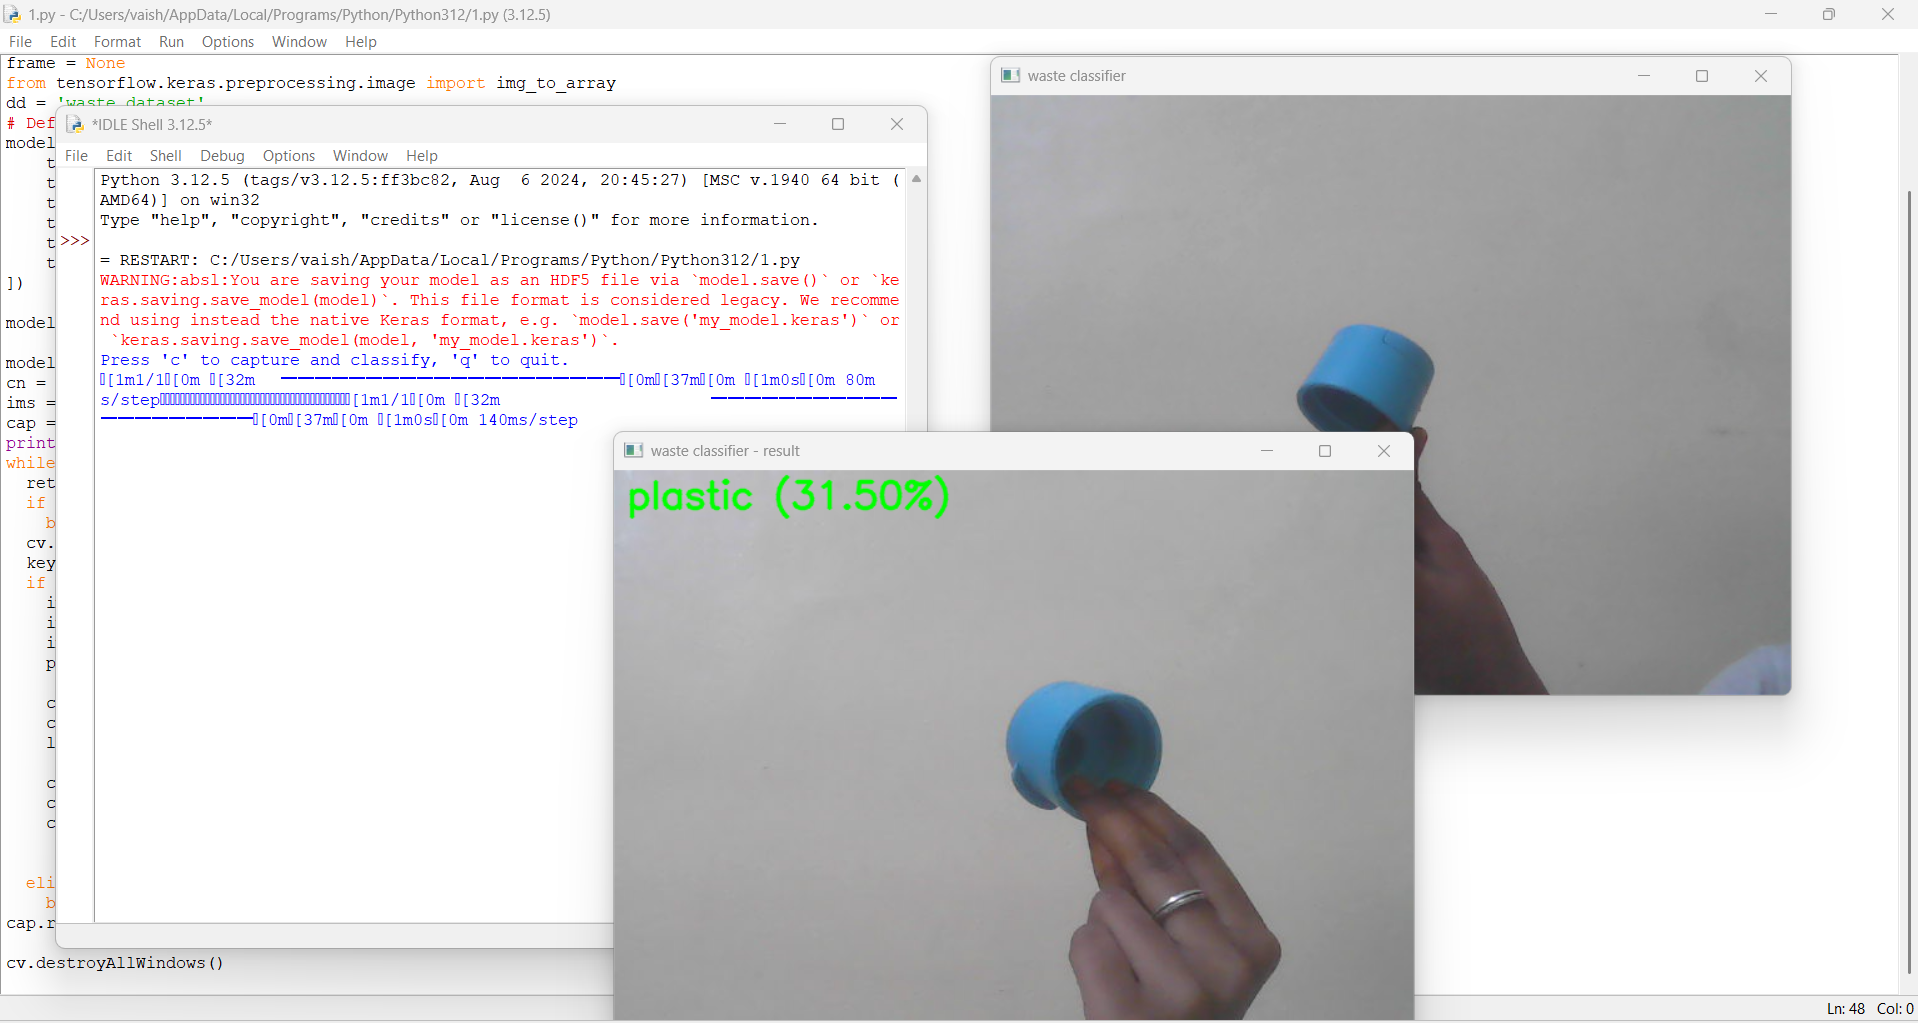 1.py - C:/Users/vaish/AppData/Local/Programs/Python/Python312/1.py (3.12.5)
File Edit Format Run Options Window Help
frame = None
from tensorflow.keras.preprocessing.image import img_to_array
dd = 'waste dataset'
# Def
model
t
t
t
t
t
t
])
model
model
cn =
ims =
cap =
print
while
ret
if
b
cv.
key
if
i
i
i
p
c
c
l
c
c
c
eli
b
cap.r
cv.destroyAllWindows()
*IDLE Shell 3.12.5*
File Edit Shell Debug Options Window Help
Python 3.12.5 (tags/v3.12.5:ff3bc82, Aug  6 2024, 20:45:27) [MSC v.1940 64 bit (
AMD64)] on win32
Type "help", "copyright", "credits" or "license()" for more information.
>>>
= RESTART: C:/Users/vaish/AppData/Local/Programs/Python/Python312/1.py
WARNING:absl:You are saving your model as an HDF5 file via `model.save()` or `ke
ras.saving.save_model(model)`. This file format is considered legacy. We recomme
nd using instead the native Keras format, e.g. `model.save('my_model.keras')` or
`keras.saving.save_model(model, 'my_model.keras')`.
Press 'c' to capture and classify, 'q' to quit.
[1m1/1[0m [32m ━━━━━━━━━━━━━━━━━━━━[0m[37m[0m [1m0s[0m 80m
s/step[1m1/1[0m [32m ━━━━━━━━━━━
━━━━━━━━━[0m[37m[0m [1m0s[0m 140ms/step
waste classifier
waste classifier - result
plastic (31.50%)
Ln: 48 Col: 0